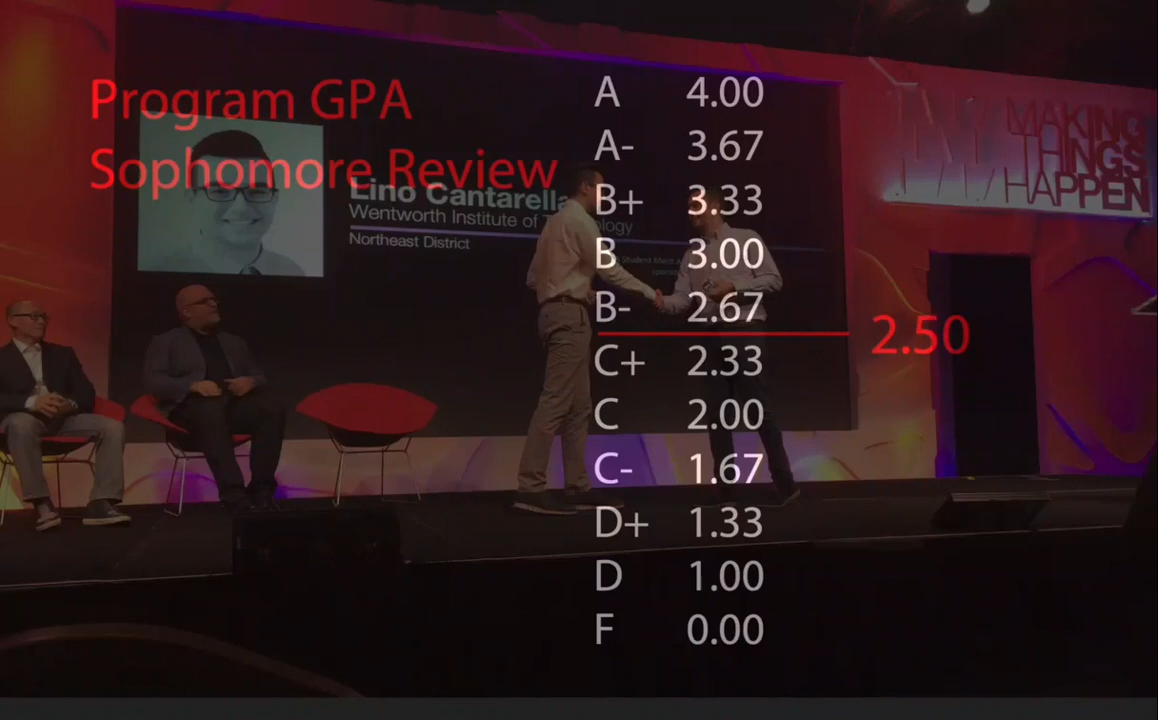 Program GPA
Sophomore Review
A 4.00
A- 3.67
B+ 3.33
B 3.00
B- 2.67
2.50
C+ 2.33
C 2.00
C- 1.67
D+ 1.33
D 1.00
F 0.00
Lino Cantarella
Wentworth Institute of Technology
Northeast District
Student Merit
MAKING
THINGS
HAPPEN